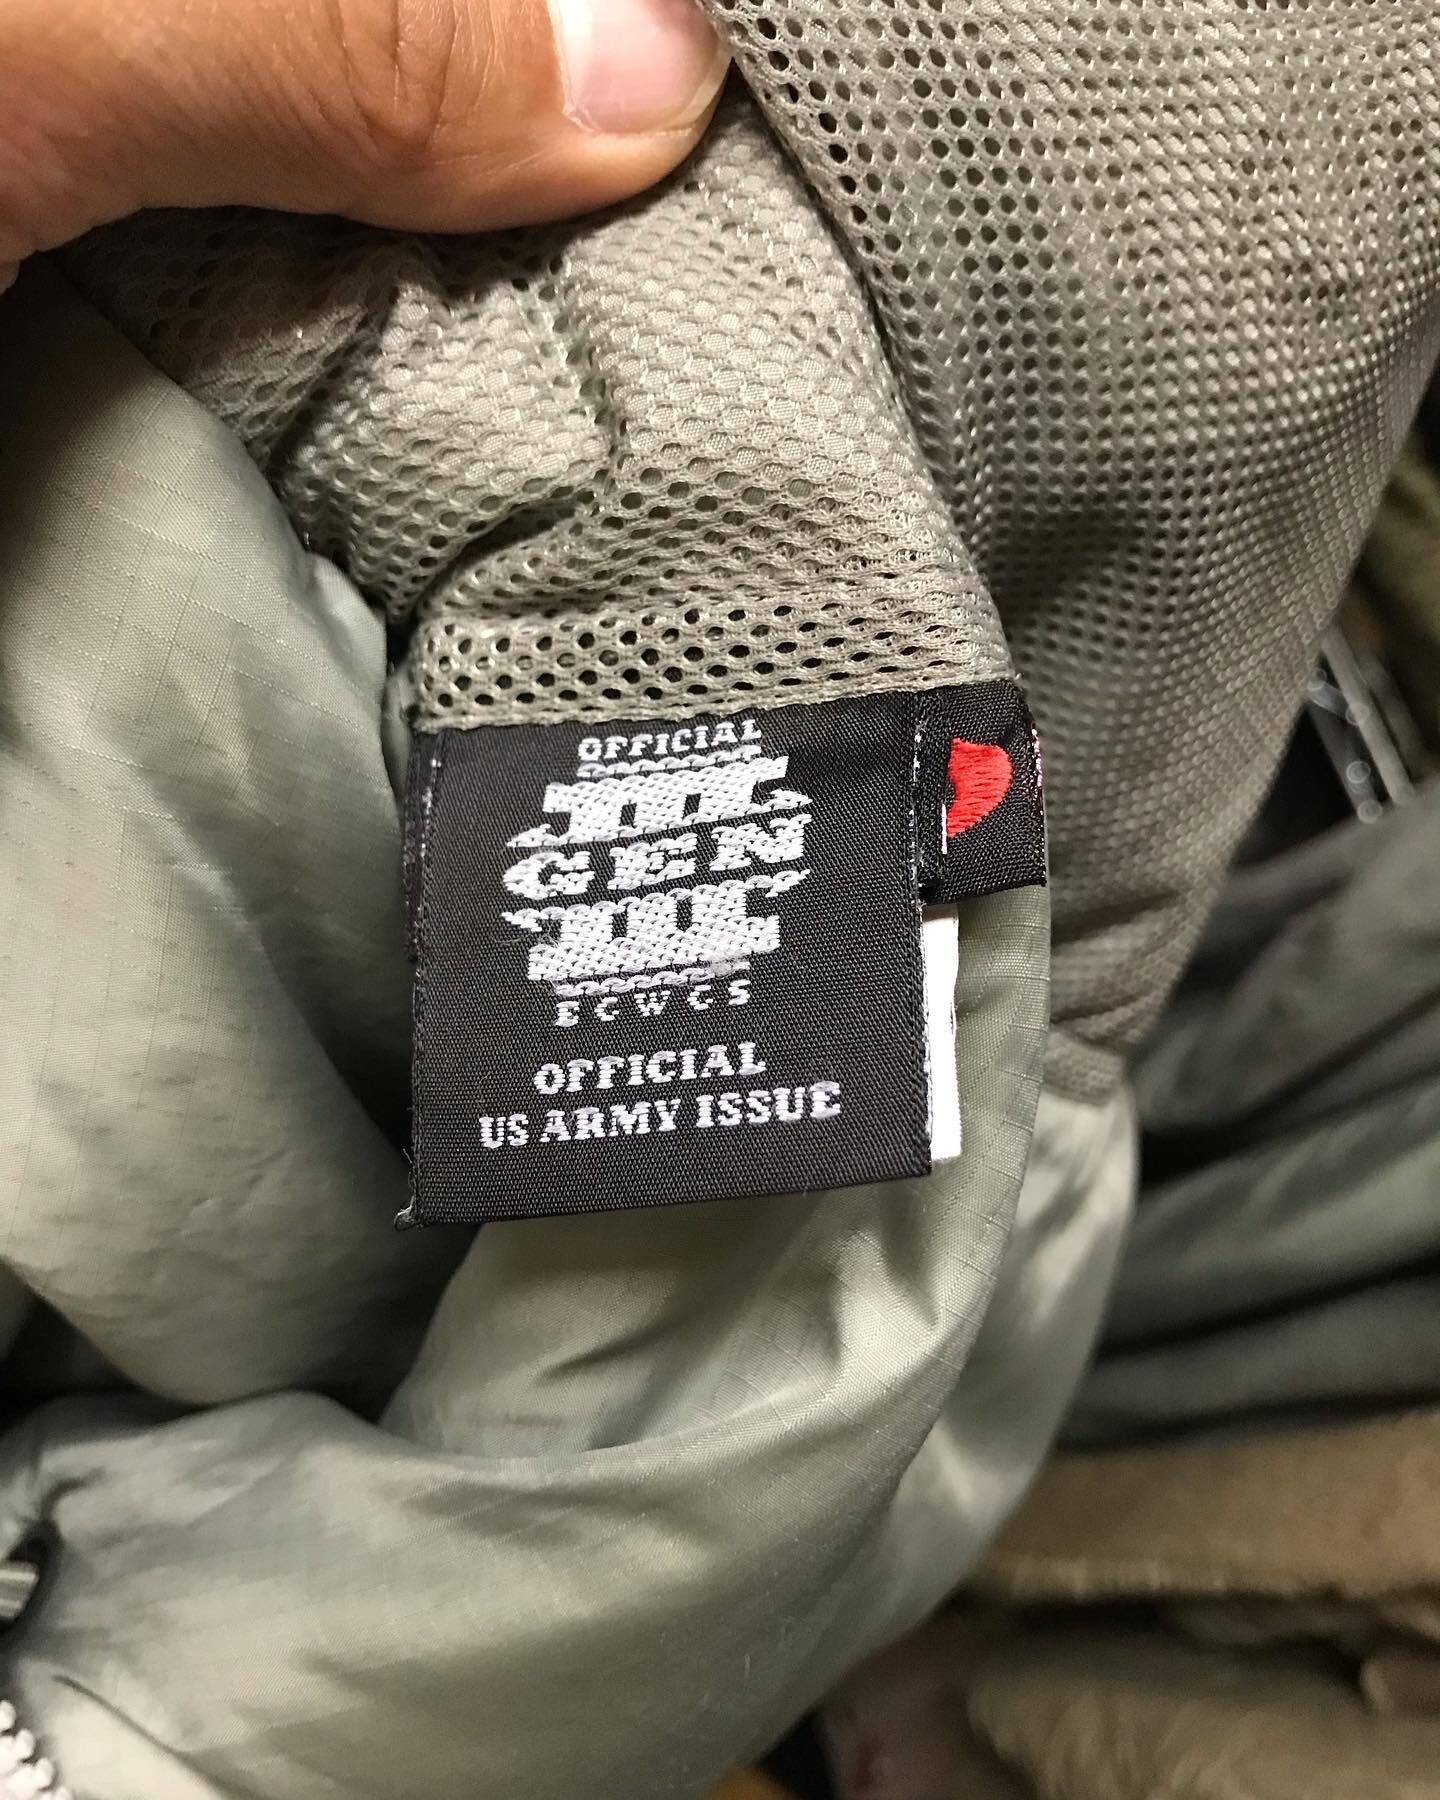 OFFICIAL
III
GEN
III
ECWCS
OFFICIAL
US ARMY ISSUE